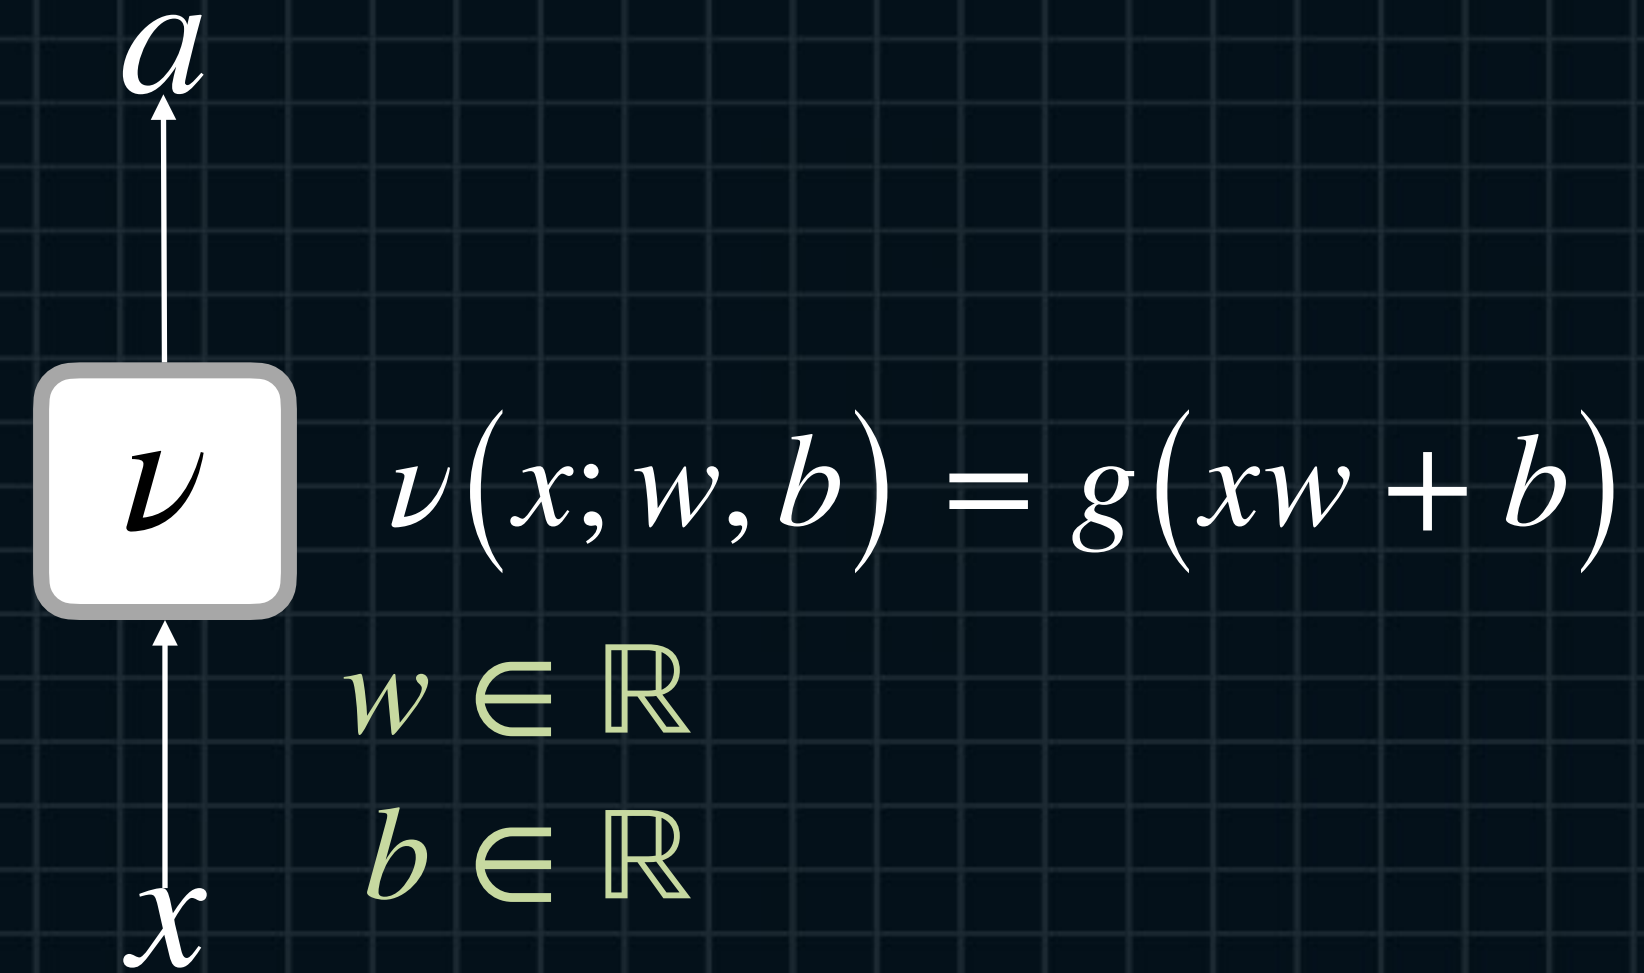 a
ν
ν(x; w, b) = g(xw + b)
w ∈ ℝ
b ∈ ℝ
x